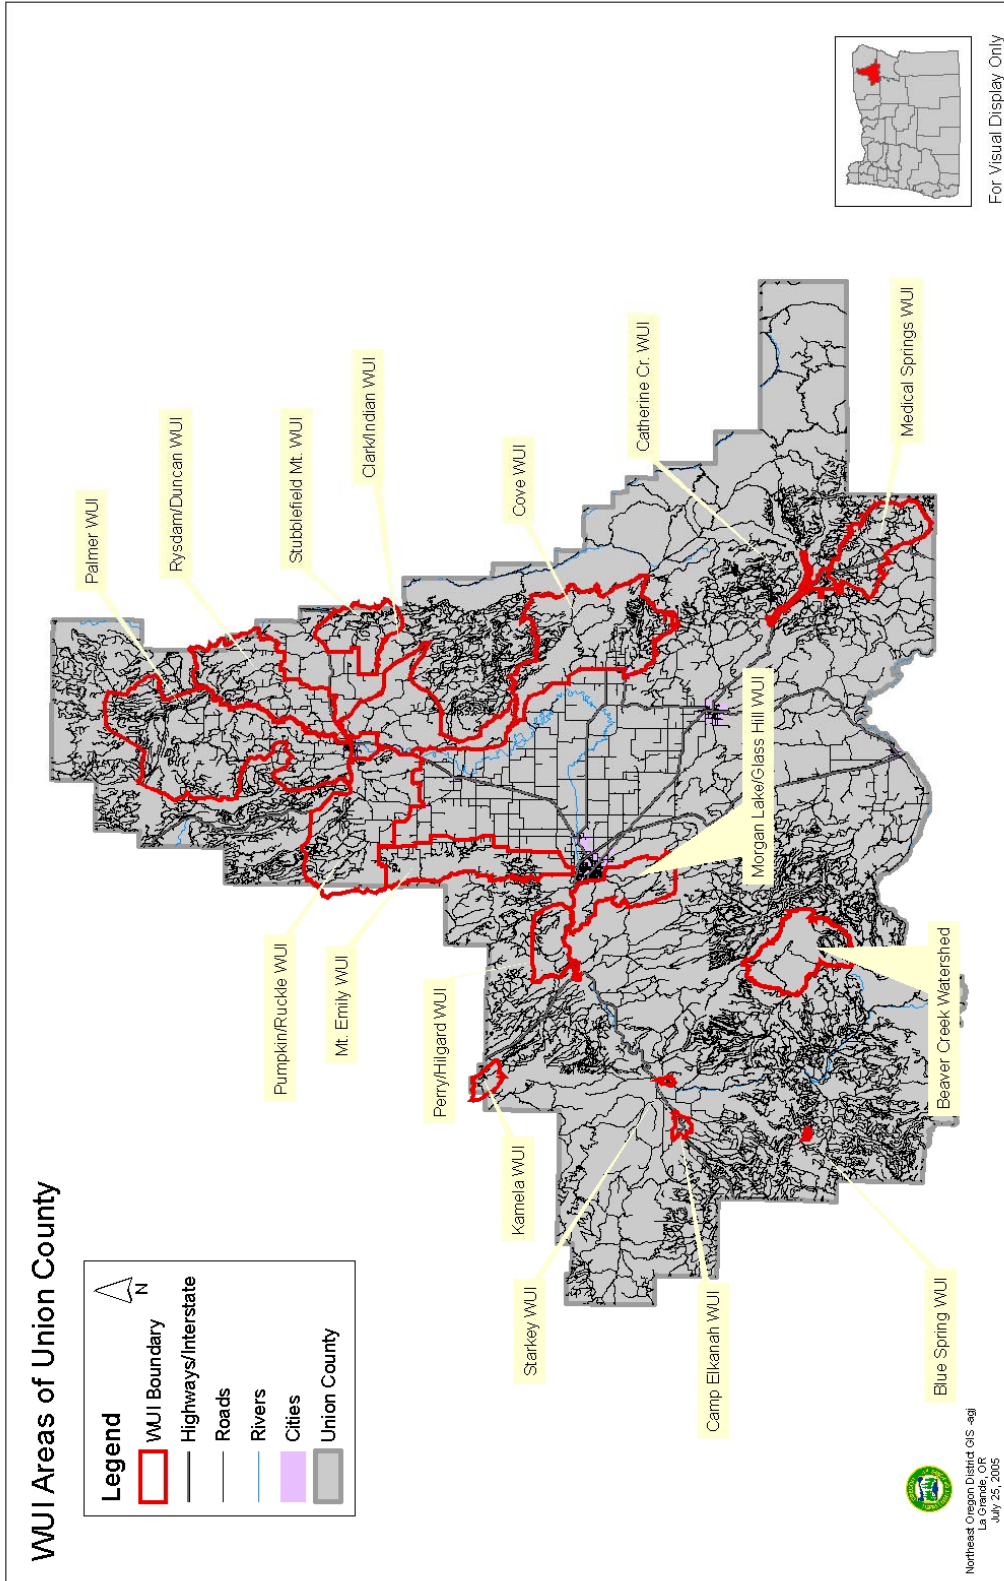 WUI Areas of Union County
Legend
N
WUI Boundary
Highways/Interstate
Roads
Rivers
Cities
Union County
Palmer WUI
Rysdam/Duncan WUI
Stubblefield Mt. WUI
Clark/Indian WUI
Cove WUI
Catherine Cr. WUI
Medical Springs WUI
Pumpkin/Ruckle WUI
Mt. Emily WUI
Perry/Hilgard WUI
Kamela WUI
Starkey WUI
Camp Elkanah WUI
Blue Spring WUI
Morgan Lake/Glass Hill WUI
Beaver Creek Watershed
Northeast Oregon District GIS -agj
La Grande, OR
July 25, 2005
For Visual Display Only